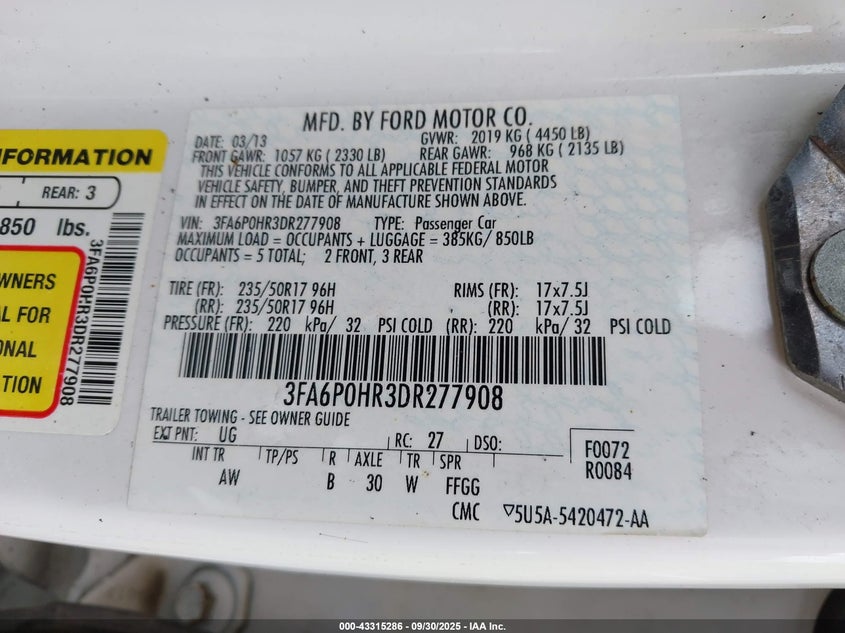 MFD. BY FORD MOTOR CO.
DATE: 03/13 GVWR: 2019 KG ( 4450 LB)
FRONT GAWR: 1057 KG ( 2330 LB) REAR GAWR: 968 KG ( 2135 LB)
THIS VEHICLE CONFORMS TO ALL APPLICABLE FEDERAL MOTOR
VEHICLE SAFETY, BUMPER, AND THEFT PREVENTION STANDARDS
IN EFFECT ON THE DATE OF MANUFACTURE SHOWN ABOVE.
VIN: 3FA6P0HR3DR277908 TYPE: Passenger Car
MAXIMUM LOAD = OCCUPANTS + LUGGAGE = 385KG/ 850LB
OCCUPANTS = 5 TOTAL; 2 FRONT, 3 REAR
TIRE (FR): 235/50R17 96H RIMS (FR): 17x7.5J
(RR): 235/50R17 96H (RR): 17x7.5J
PRESSURE (FR): 220 kPa/ 32 PSI COLD (RR): 220 kPa/ 32 PSI COLD
3FA6P0HR3DR277908
TRAILER TOWING - SEE OWNER GUIDE
EXT PNT: UG RC: 27 DSO: F0072
R0084
INT TR TP/PS R AXLE TR SPR
AW B 30 W FFGG
CMC ▽5U5A-5420472-AA
NFORMATION
REAR: 3
850 lbs.
WNERS
AL FOR
ONAL
TION
3FA6P0HR3DR277908
000-43315286 - 09/30/2025 - IAA Inc.